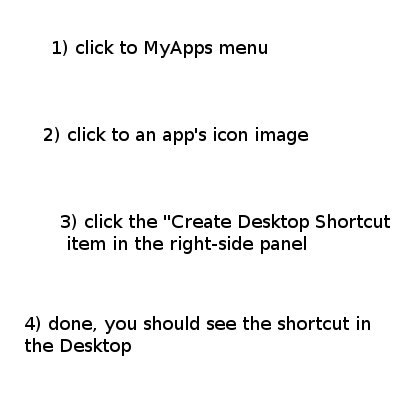 1) click to MyApps menu
2) click to an app's icon image
3) click the "Create Desktop Shortcut
item in the right-side panel
4) done, you should see the shortcut in
the Desktop